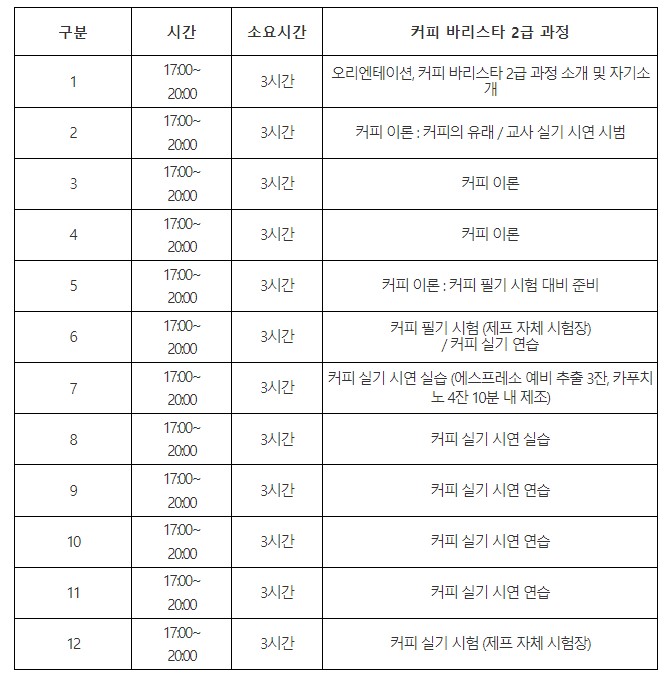 구분 시간 소요시간 커피 바리스타 2급 과정
1 17:00~ 3시간 오리엔테이션, 커피 바리스타 2급 과정 소개 및 자기소
20:00 개
2 17:00~ 3시간 커피 이론 : 커피의 유래 / 교사 실기 시연 시범
20:00
3 17:00~ 3시간 커피 이론
20:00
4 17:00~ 3시간 커피 이론
20:00
5 17:00~ 3시간 커피 이론 : 커피 필기 시험 대비 준비
20:00
6 17:00~ 3시간 커피 필기 시험 (제프 자체 시험장)
20:00 / 커피 실기 연습
7 17:00~ 3시간 커피 실기 시연 실습 (에스프레소 예비 추출 3잔, 카푸치
20:00 노 4잔 10분 내 제조)
8 17:00~ 3시간 커피 실기 시연 실습
20:00
9 17:00~ 3시간 커피 실기 시연 연습
20:00
10 17:00~ 3시간 커피 실기 시연 연습
20:00
11 17:00~ 3시간 커피 실기 시연 연습
20:00
12 17:00~ 3시간 커피 실기 시험 (제프 자체 시험장)
20:00